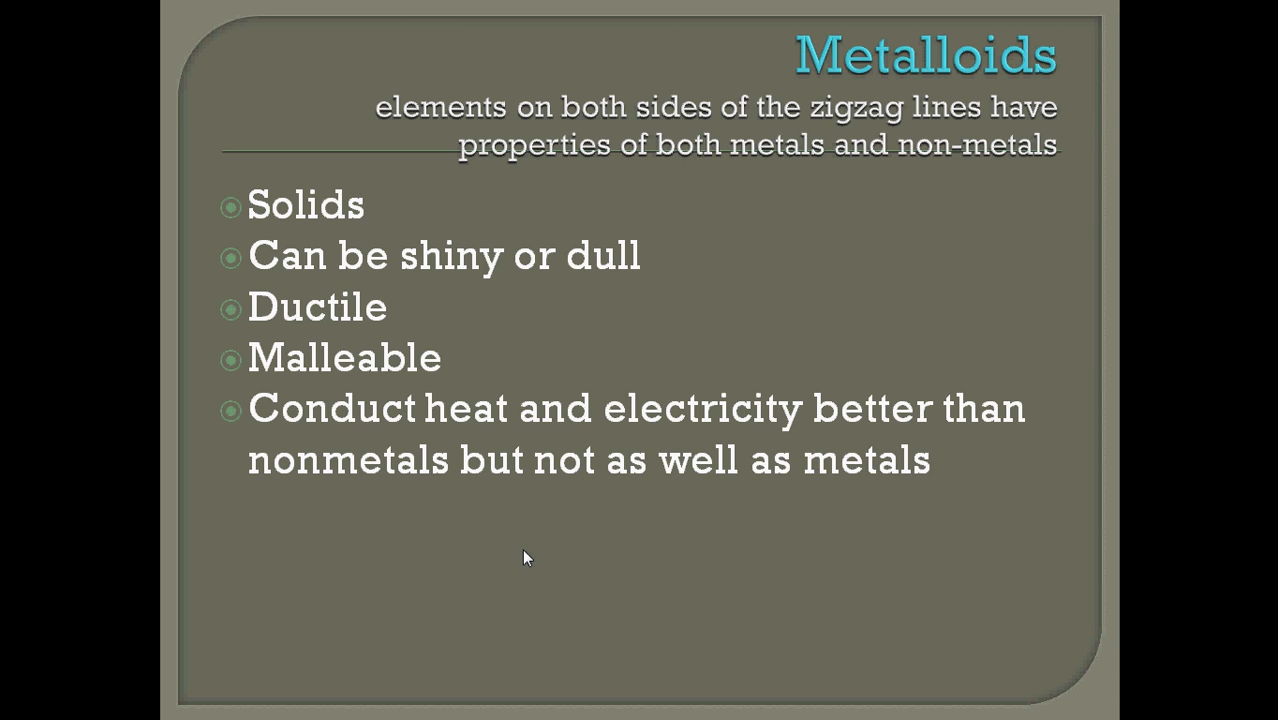 Metalloids
elements on both sides of the zigzag lines have
properties of both metals and non-metals
Solids
Can be shiny or dull
Ductile
Malleable
Conduct heat and electricity better than
nonmetals but not as well as metals